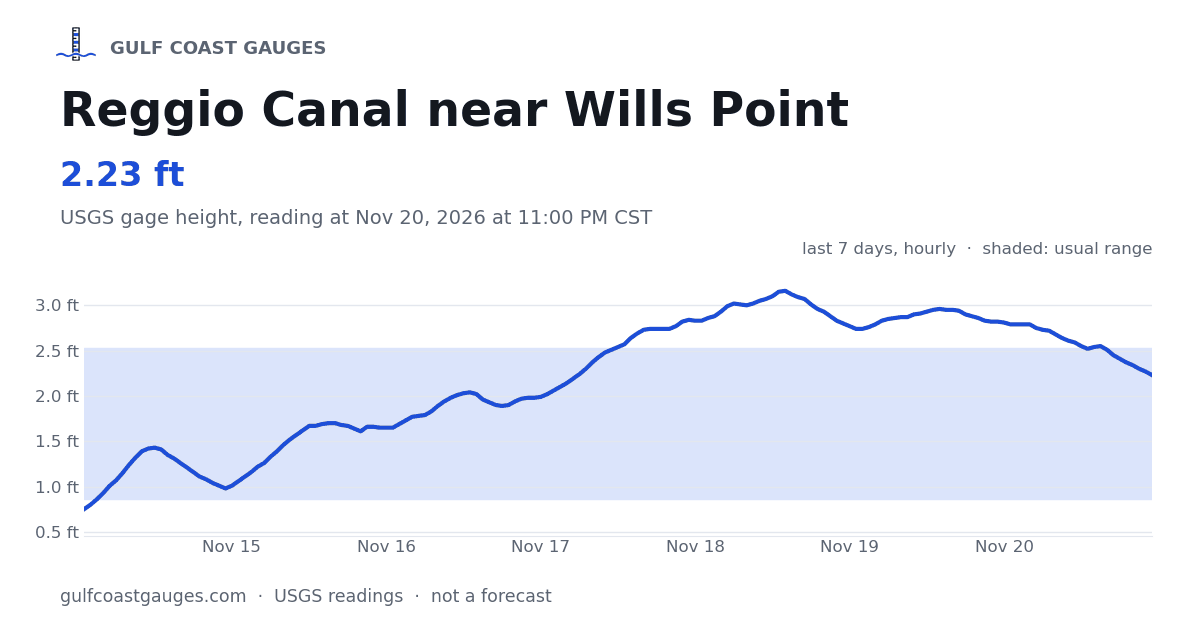 GULF COAST GAUGES
Reggio Canal near Wills Point
2.23 ft
USGS gage height, reading at Nov 20, 2026 at 11:00 PM CST
last 7 days, hourly · shaded: usual range
3.0 ft
2.5 ft
2.0 ft
1.5 ft
1.0 ft
0.5 ft
Nov 15 Nov 16 Nov 17 Nov 18 Nov 19 Nov 20
gulfcoastgauges.com · USGS readings · not a forecast